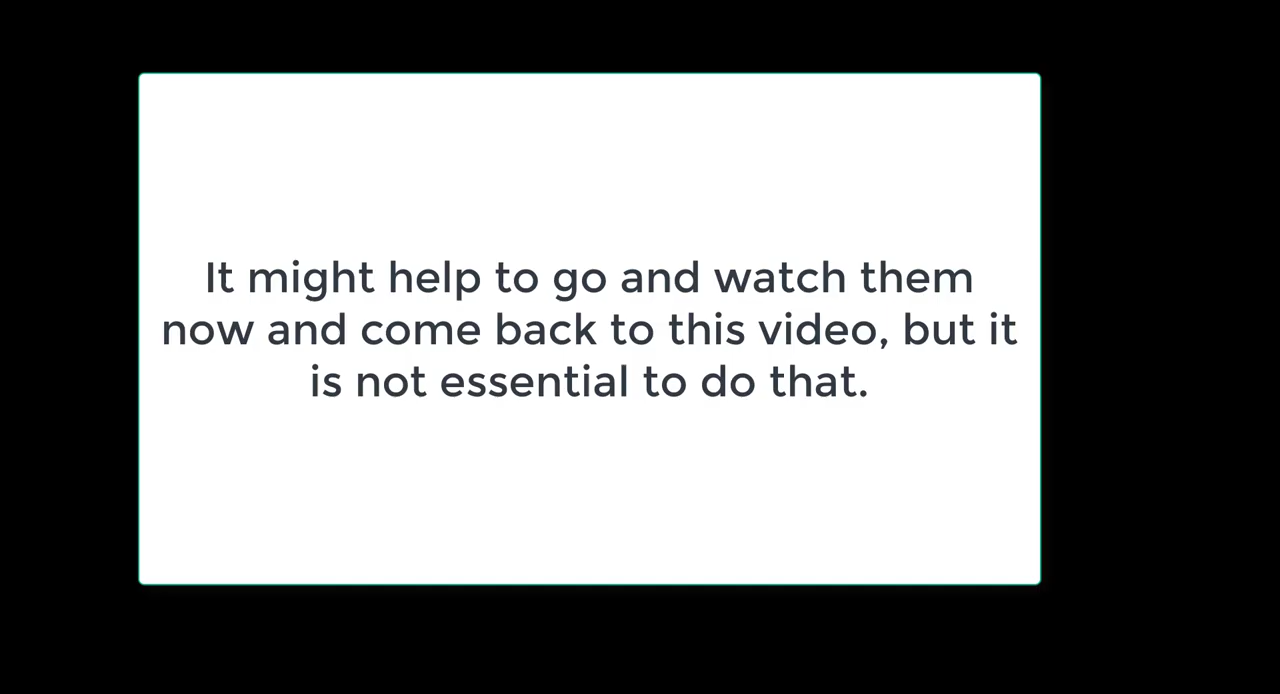 It might help to go and watch them
now and come back to this video, but it
is not essential to do that.